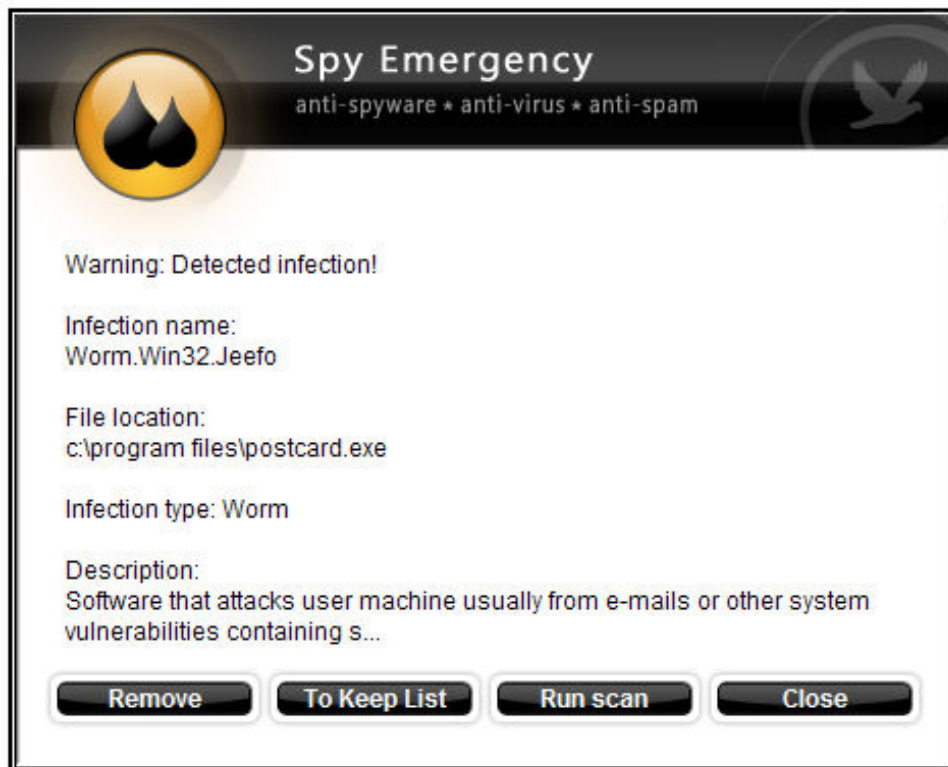 Spy Emergency
anti-spyware ★ anti-virus ★ anti-spam
Warning: Detected infection!
Infection name:
Worm.Win32.Jeefo
File location:
c:\program files\postcard.exe
Infection type: Worm
Description:
Software that attacks user machine usually from e-mails or other system
vulnerabilities containing s...
Remove
To Keep List
Run scan
Close